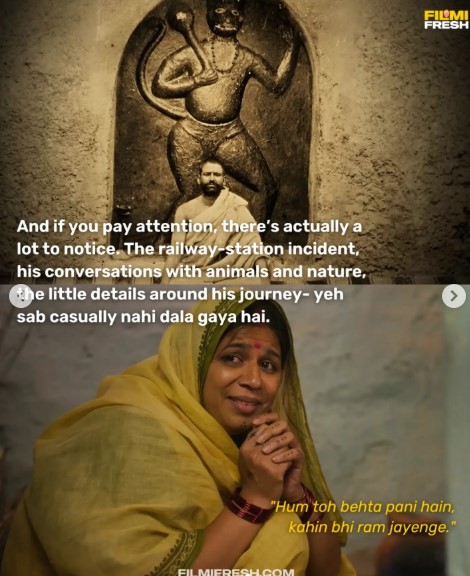 FILMI
FRESH
And if you pay attention, there's actually a
lot to notice. The railway-station incident,
his conversations with animals and nature,
the little details around his journey- yeh
sab casually nahi dala gaya hai.
"Hum toh behta pani hain,
kahin bhi ram jayenge."
FILMIFRESH.COM